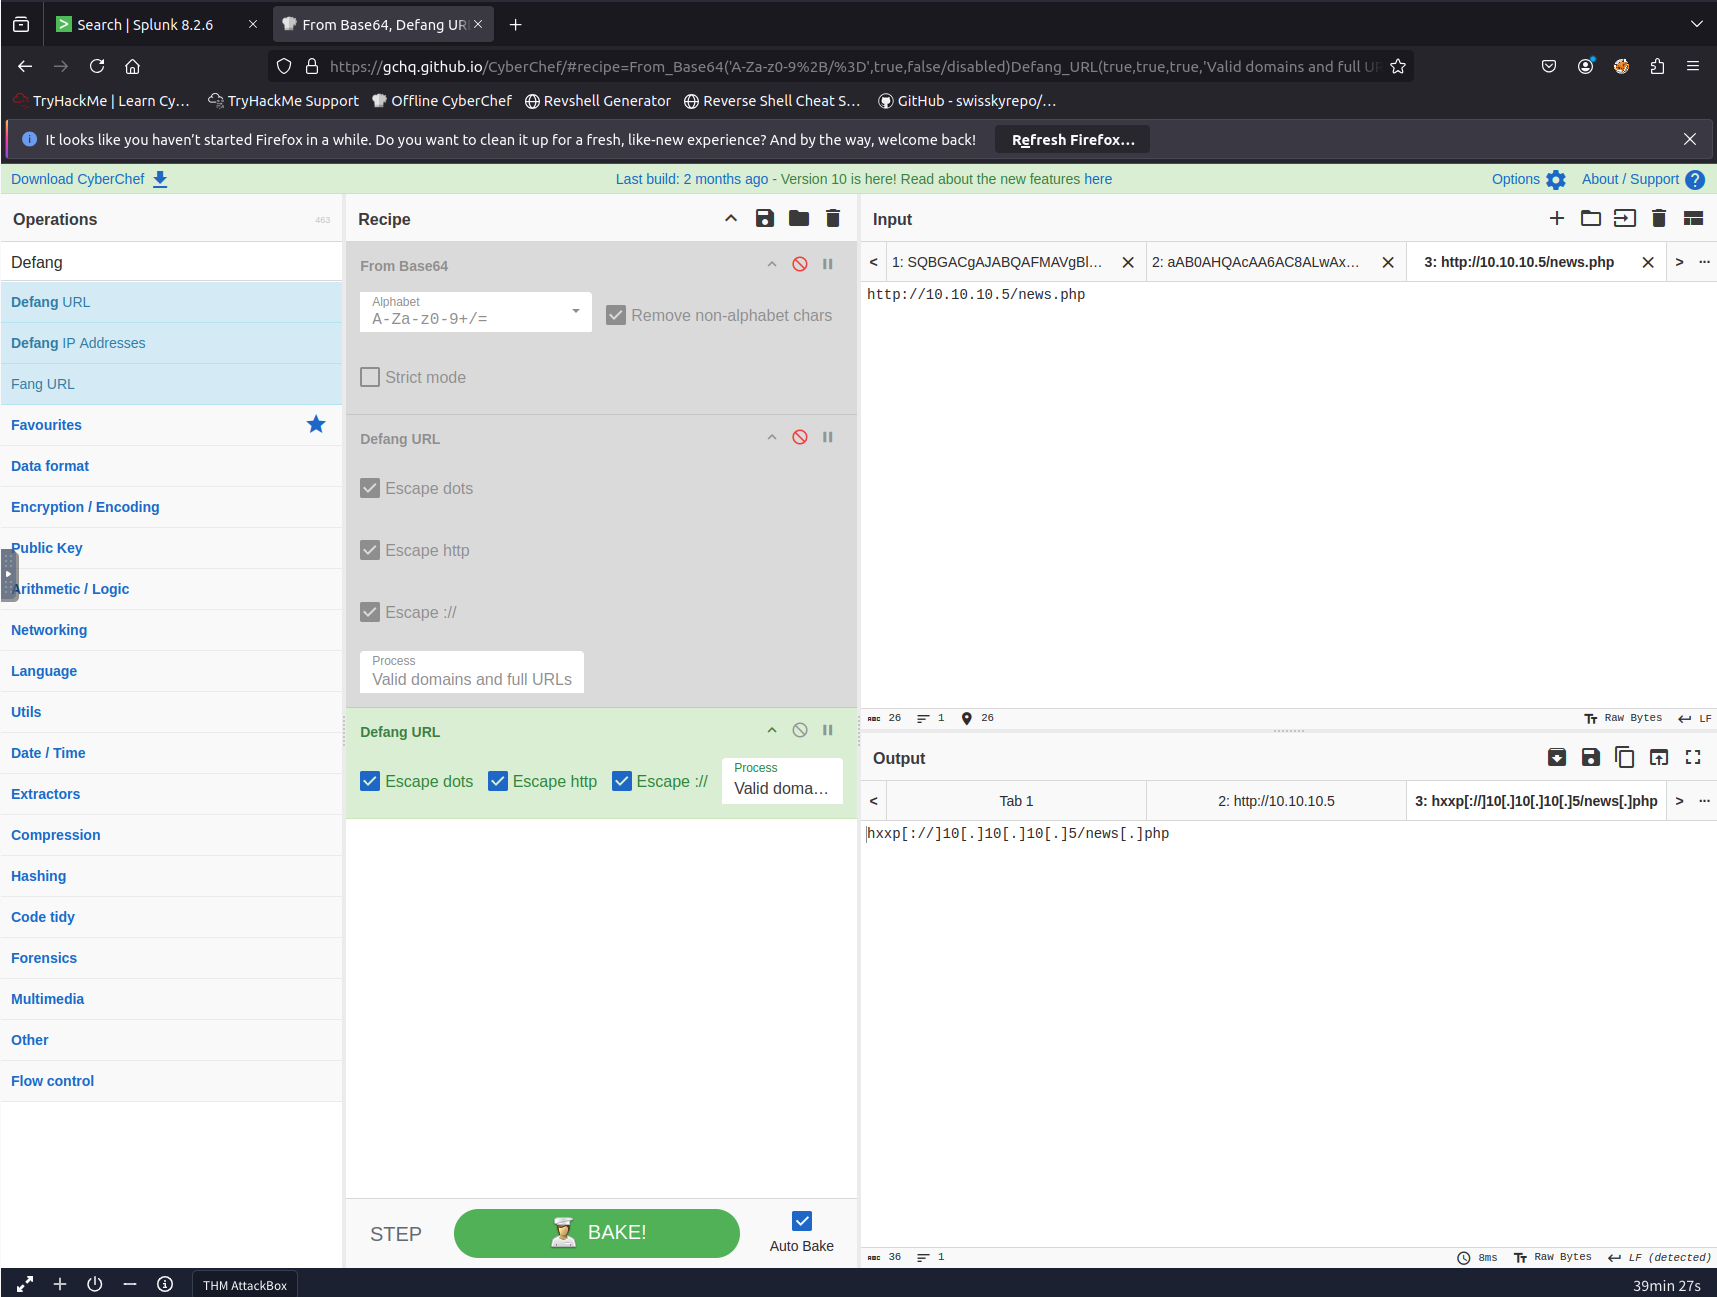 Search | Splunk 8.2.6
From Base64, Defang UR
https://gchq.github.io/CyberChef/#recipe=From_Base64('A-Za-z0-9%2B/%3D',true,false/disabled)Defang_URL(true,true,true,'Valid domains and full UR
TryHackMe | Learn Cy…
TryHackMe Support
Offline CyberChef
Revshell Generator
Reverse Shell Cheat S…
GitHub - swisskyrepo/…
It looks like you haven't started Firefox in a while. Do you want to clean it up for a fresh, like-new experience? And by the way, welcome back!
Refresh Firefox…
Download CyberChef
Last build: 2 months ago - Version 10 is here! Read about the new features here
Options
About / Support
Operations
463
Defang
Defang URL
Defang IP Addresses
Fang URL
Favourites
Data format
Encryption / Encoding
Public Key
Arithmetic / Logic
Networking
Language
Utils
Date / Time
Extractors
Compression
Hashing
Code tidy
Forensics
Multimedia
Other
Flow control
Recipe
From Base64
Alphabet
A-Za-z0-9+/=
Remove non-alphabet chars
Strict mode
Defang URL
Escape dots
Escape http
Escape ://
Process
Valid domains and full URLs
Defang URL
Escape dots
Escape http
Escape ://
Process
Valid doma…
STEP
BAKE!
Auto Bake
Input
1: SQBGACgAJABQAFMAVgBl…
2: aAB0AHQAcAA6AC8ALwAx…
3: http://10.10.10.5/news.php
http://10.10.10.5/news.php
ABC 26
1
26
Raw Bytes
LF
Output
Tab 1
2: http://10.10.10.5
3: hxxp[://]10[.]10[.]10[.]5/news[.]php
hxxp[://]10[.]10[.]10[.]5/news[.]php
ABC 36
1
8ms
Raw Bytes
LF (detected)
THM AttackBox
39min 27s